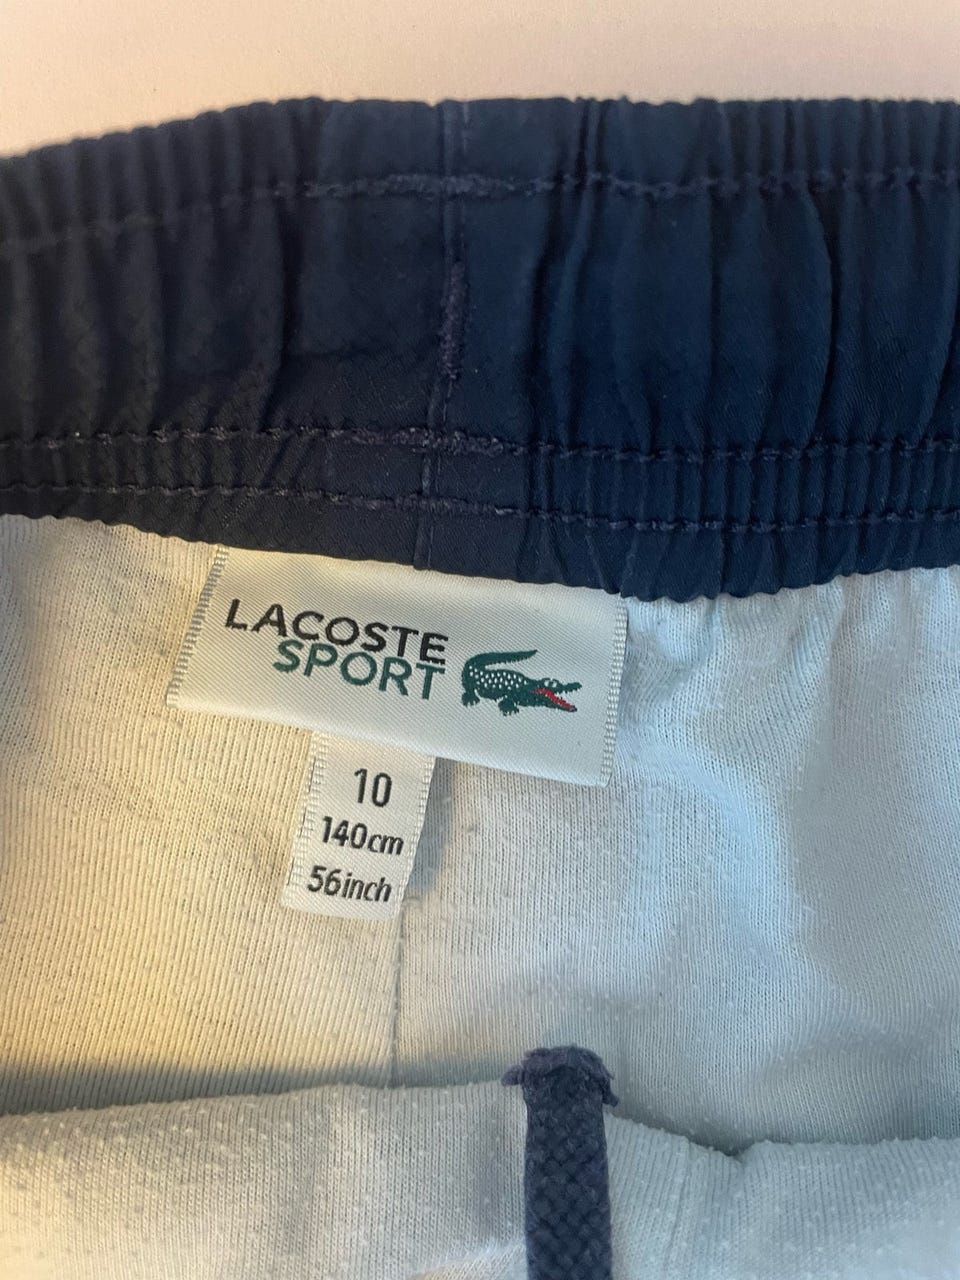 LACOSTE
SPORT
10
140cm
56inch